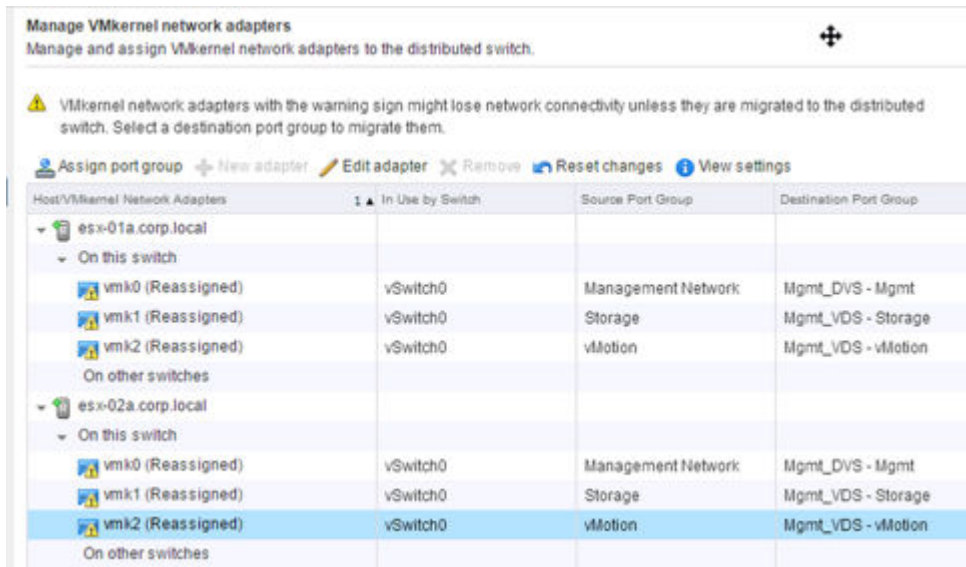 Manage VMkernel network adapters
Manage and assign VMkernel network adapters to the distributed switch.
VMkernel network adapters with the warning sign might lose network connectivity unless they are migrated to the distributed
switch. Select a destination port group to migrate them.
Assign port group New adapter Edit adapter Remove Reset changes View settings
Host/VMkernel Network Adapters 1 ▲ In Use by Switch Source Port Group Destination Port Group
esx-01a.corp.local
On this switch
vmk0 (Reassigned) vSwitch0 Management Network Mgmt_DVS - Mgmt
vmk1 (Reassigned) vSwitch0 Storage Mgmt_VDS - Storage
vmk2 (Reassigned) vSwitch0 vMotion Mgmt_VDS - vMotion
On other switches
esx-02a.corp.local
On this switch
vmk0 (Reassigned) vSwitch0 Management Network Mgmt_DVS - Mgmt
vmk1 (Reassigned) vSwitch0 Storage Mgmt_VDS - Storage
vmk2 (Reassigned) vSwitch0 vMotion Mgmt_VDS - vMotion
On other switches